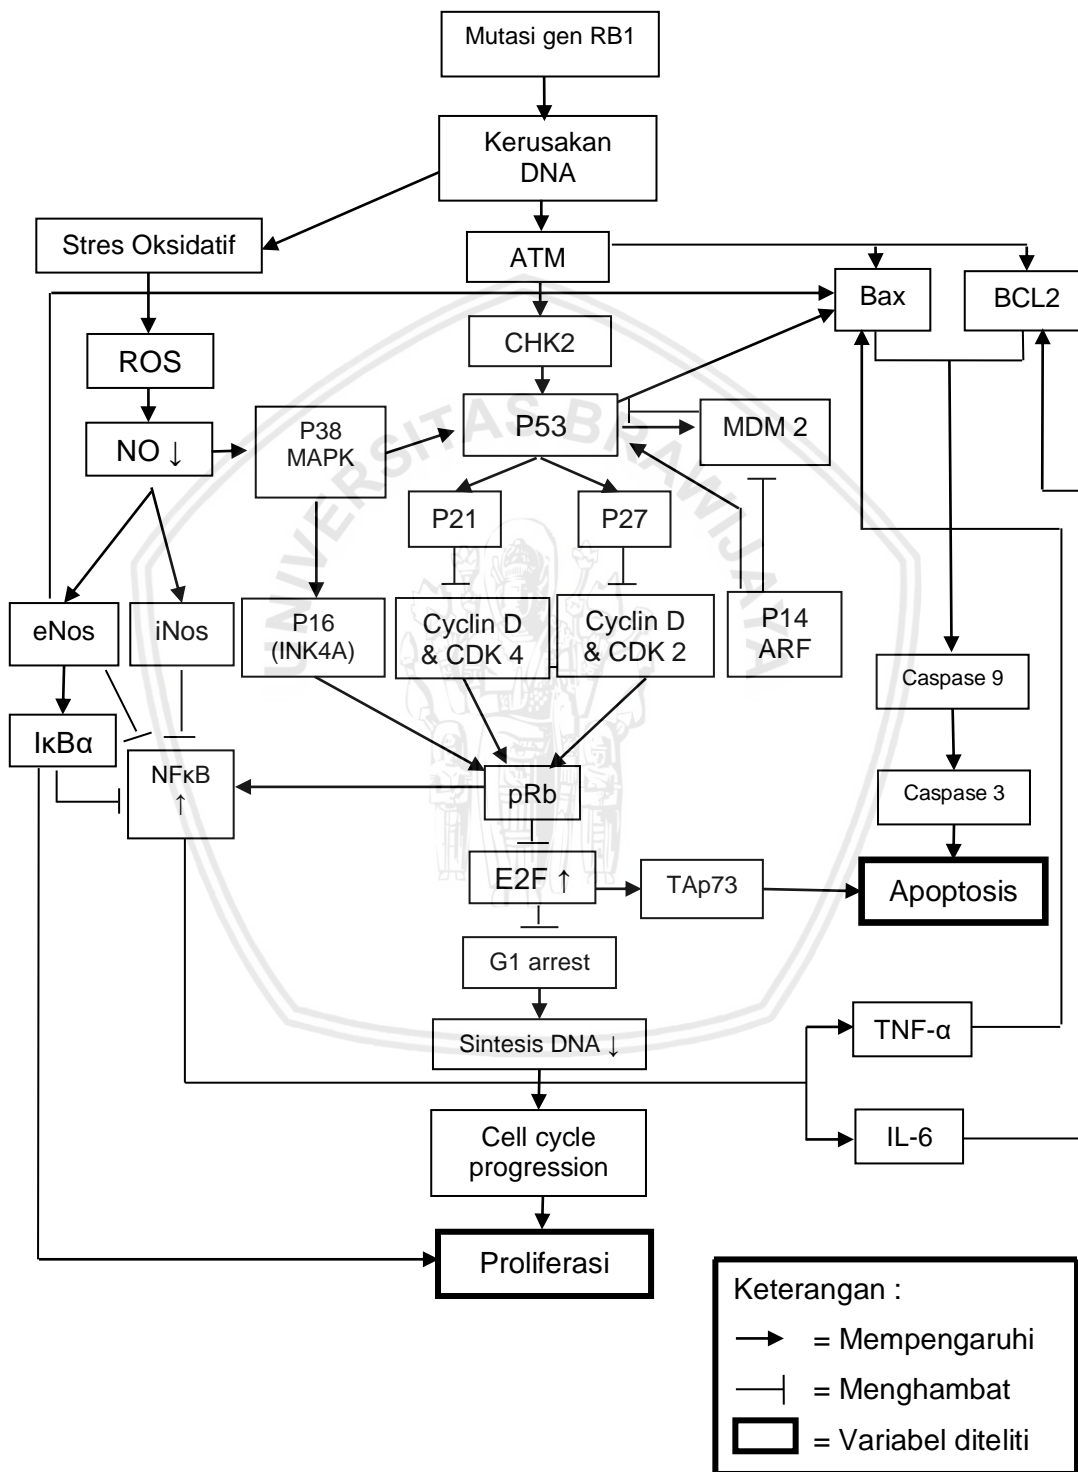 Mutasi gen RB1
Kerusakan
DNA
Stres Oksidatif
ATM
Bax
BCL2
CHK2
ROS
P53
MDM 2
P38
MAPK
NO ↓
P21
P27
eNos
iNos
P16
(INK4A)
Cyclin D
& CDK 4
Cyclin D
& CDK 2
P14
ARF
Caspase 9
IκBα
NFκB
↑
pRb
Caspase 3
E2F ↑
TAp73
Apoptosis
G1 arrest
Sintesis DNA ↓
TNF-α
Cell cycle
progression
IL-6
Proliferasi
Keterangan :
= Mempengaruhi
= Menghambat
= Variabel diteliti
UNIVERSITAS BRAWIJAYA